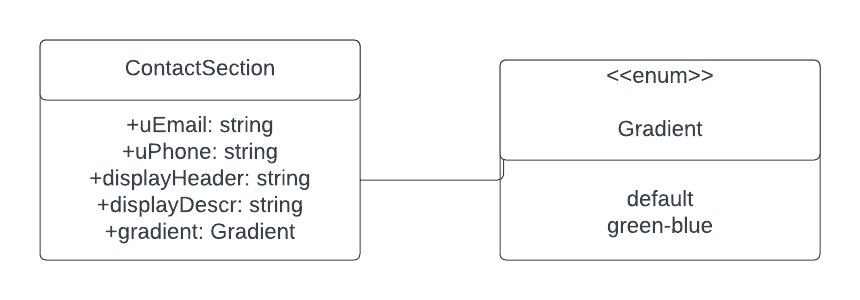 ContactSection
+uEmail: string
+uPhone: string
+displayHeader: string
+displayDescr: string
+gradient: Gradient
<<enum>>
Gradient
default
green-blue